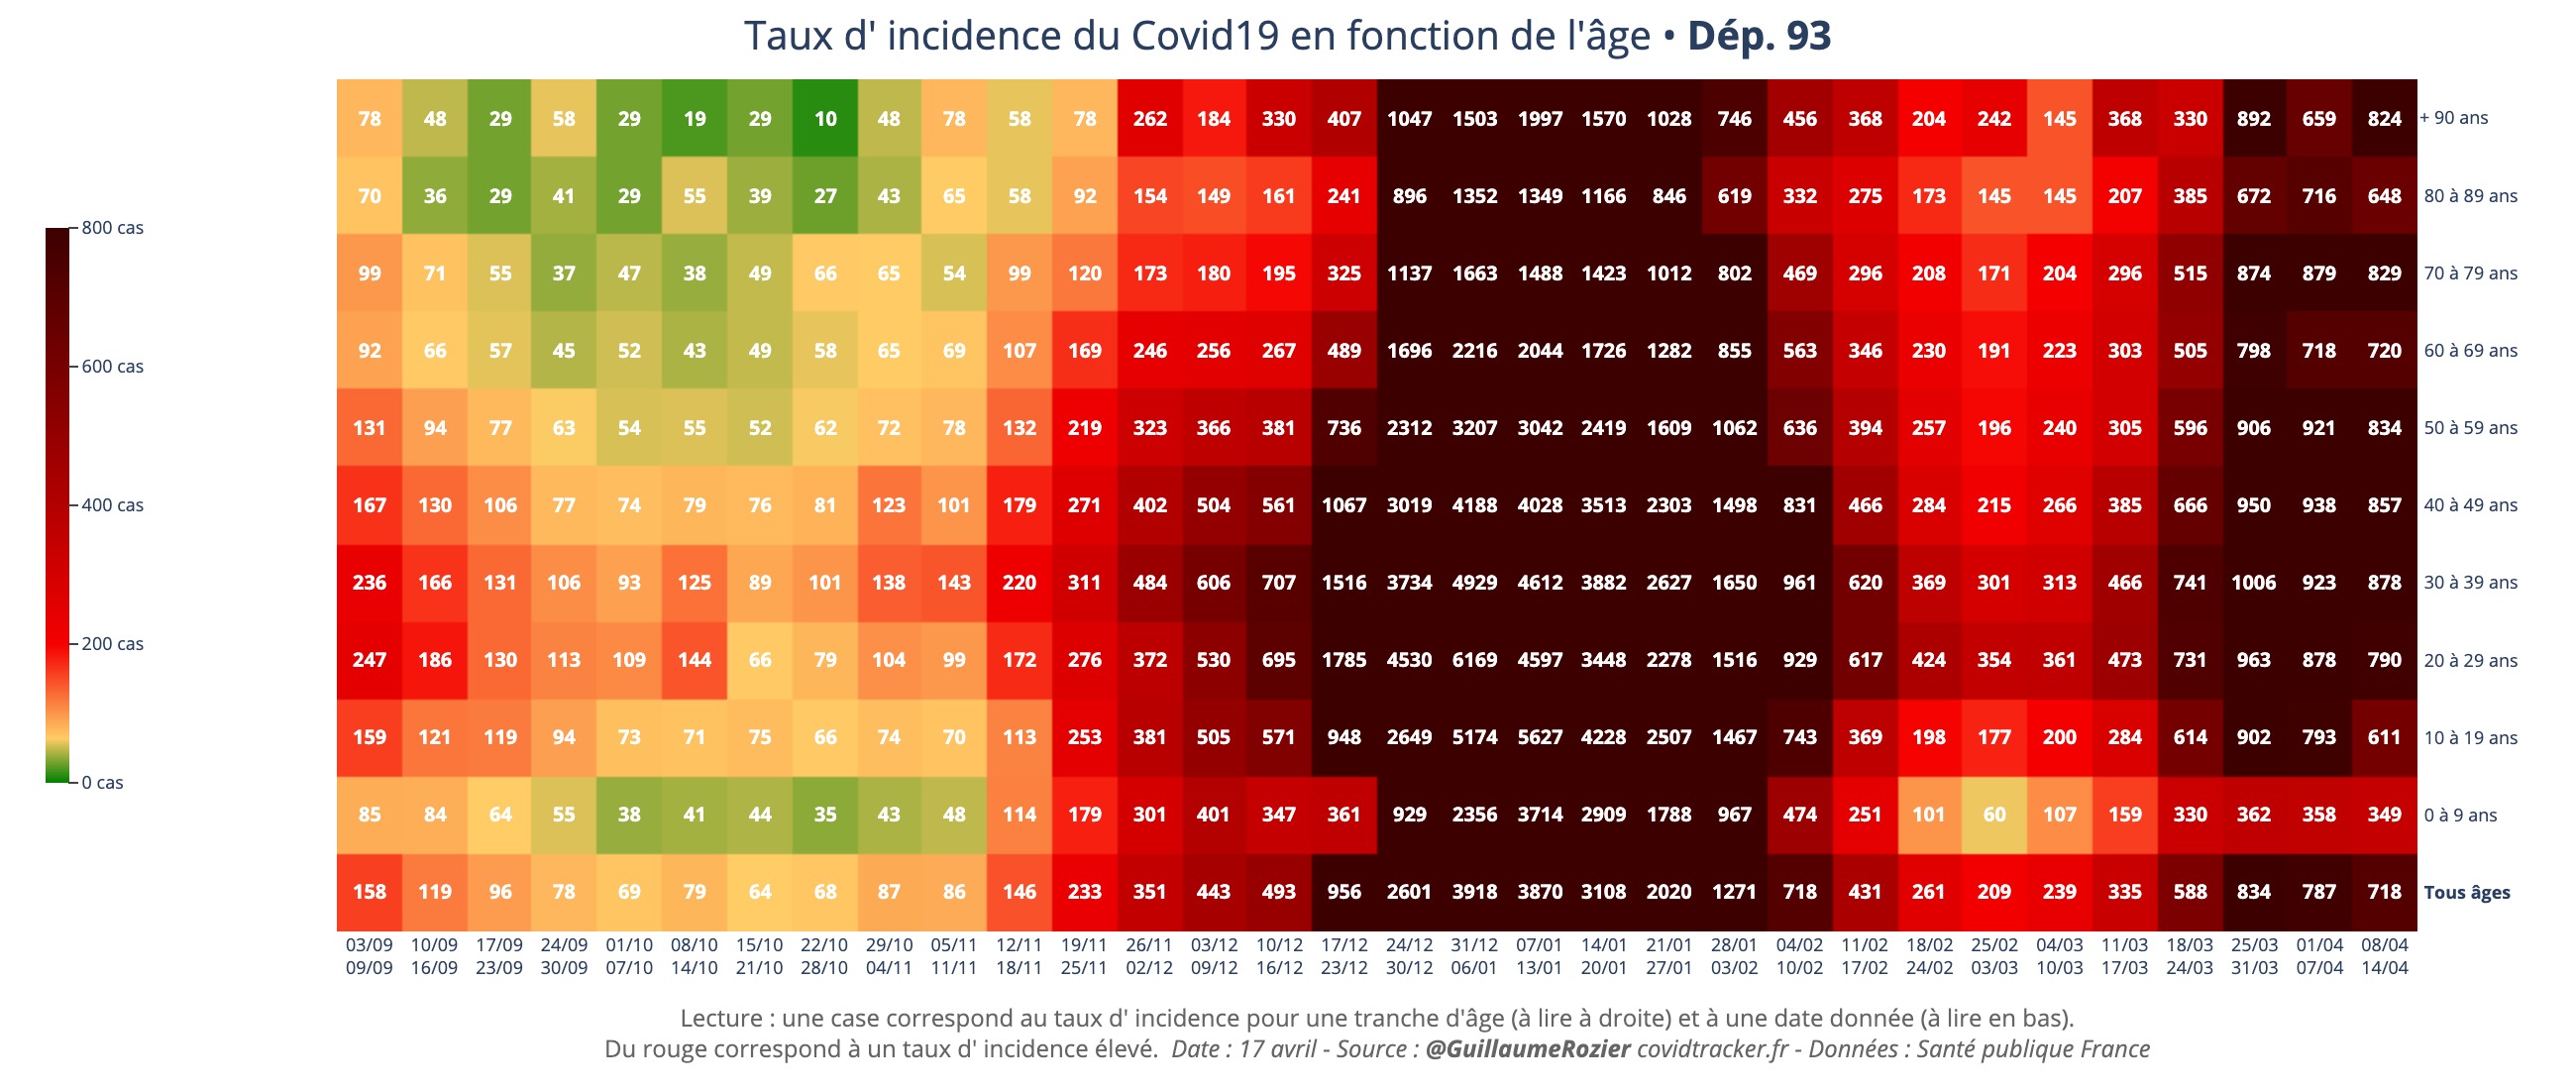 Taux d' incidence du Covid19 en fonction de l'âge • Dép. 93
800 cas
600 cas
400 cas
200 cas
0 cas
78 48 29 58 29 19 29 10 48 78 58 78 262 184 330 407 1047 1503 1997 1570 1028 746 456 368 204 242 145 368 330 892 659 824 + 90 ans
70 36 29 41 29 55 39 27 43 65 58 92 154 149 161 241 896 1352 1349 1166 846 619 332 275 173 145 145 207 385 672 716 648 80 à 89 ans
99 71 55 37 47 38 49 66 65 54 99 120 173 180 195 325 1137 1663 1488 1423 1012 802 469 296 208 171 204 296 515 874 879 829 70 à 79 ans
92 66 57 45 52 43 49 58 65 69 107 169 246 256 267 489 1696 2216 2044 1726 1282 855 563 346 230 191 223 303 505 798 718 720 60 à 69 ans
131 94 77 63 54 55 52 62 72 78 132 219 323 366 381 736 2312 3207 3042 2419 1609 1062 636 394 257 196 240 305 596 906 921 834 50 à 59 ans
167 130 106 77 74 79 76 81 123 101 179 271 402 504 561 1067 3019 4188 4028 3513 2303 1498 831 466 284 215 266 385 666 950 938 857 40 à 49 ans
236 166 131 106 93 125 89 101 138 143 220 311 484 606 707 1516 3734 4929 4612 3882 2627 1650 961 620 369 301 313 466 741 1006 923 878 30 à 39 ans
247 186 130 113 109 144 66 79 104 99 172 276 372 530 695 1785 4530 6169 4597 3448 2278 1516 929 617 424 354 361 473 731 963 878 790 20 à 29 ans
159 121 119 94 73 71 75 66 74 70 113 253 381 505 571 948 2649 5174 5627 4228 2507 1467 743 369 198 177 200 284 614 902 793 611 10 à 19 ans
85 84 64 55 38 41 44 35 43 48 114 179 301 401 347 361 929 2356 3714 2909 1788 967 474 251 101 60 107 159 330 362 358 349 0 à 9 ans
158 119 96 78 69 79 64 68 87 86 146 233 351 443 493 956 2601 3918 3870 3108 2020 1271 718 431 261 209 239 335 588 834 787 718 Tous âges
03/09 10/09 17/09 24/09 01/10 08/10 15/10 22/10 29/10 05/11 12/11 19/11 26/11 03/12 10/12 17/12 24/12 31/12 07/01 14/01 21/01 28/01 04/02 11/02 18/02 25/02 04/03 11/03 18/03 25/03 01/04 08/04
09/09 16/09 23/09 30/09 07/10 14/10 21/10 28/10 04/11 11/11 18/11 25/11 02/12 09/12 16/12 23/12 30/12 06/01 13/01 20/01 27/01 03/02 10/02 17/02 24/02 03/03 10/03 17/03 24/03 31/03 07/04 14/04
Lecture : une case correspond au taux d' incidence pour une tranche d'âge (à lire à droite) et à une date donnée (à lire en bas).
Du rouge correspond à un taux d' incidence élevé. Date : 17 avril - Source : @GuillaumeRozier covidtracker.fr - Données : Santé publique France